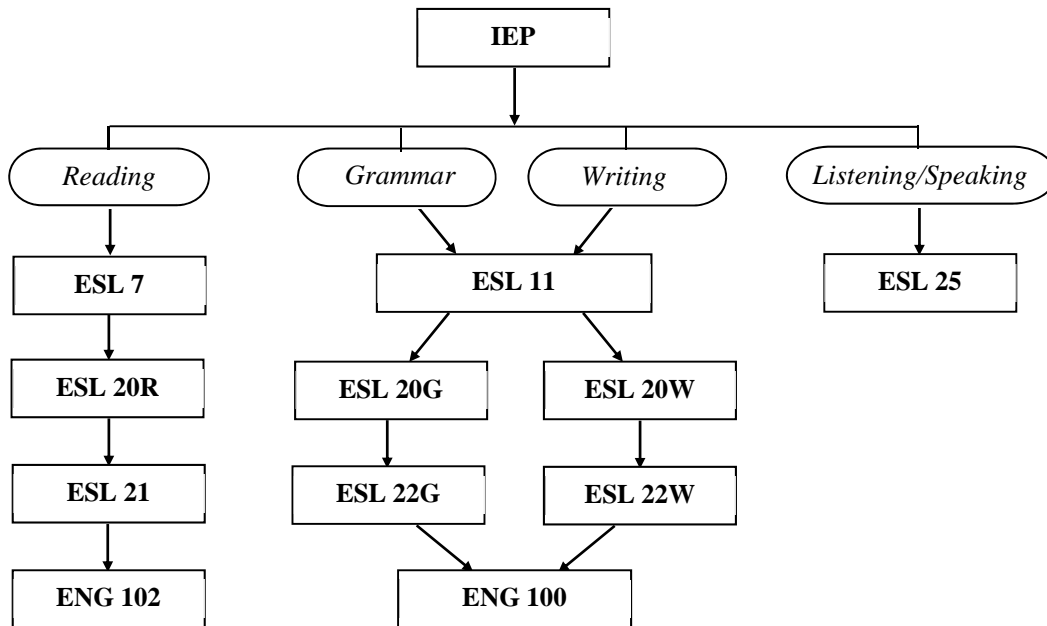 IEP
Reading
Grammar
Writing
Listening/Speaking
ESL 7
ESL 11
ESL 25
ESL 20R
ESL 20G
ESL 20W
ESL 21
ESL 22G
ESL 22W
ENG 102
ENG 100